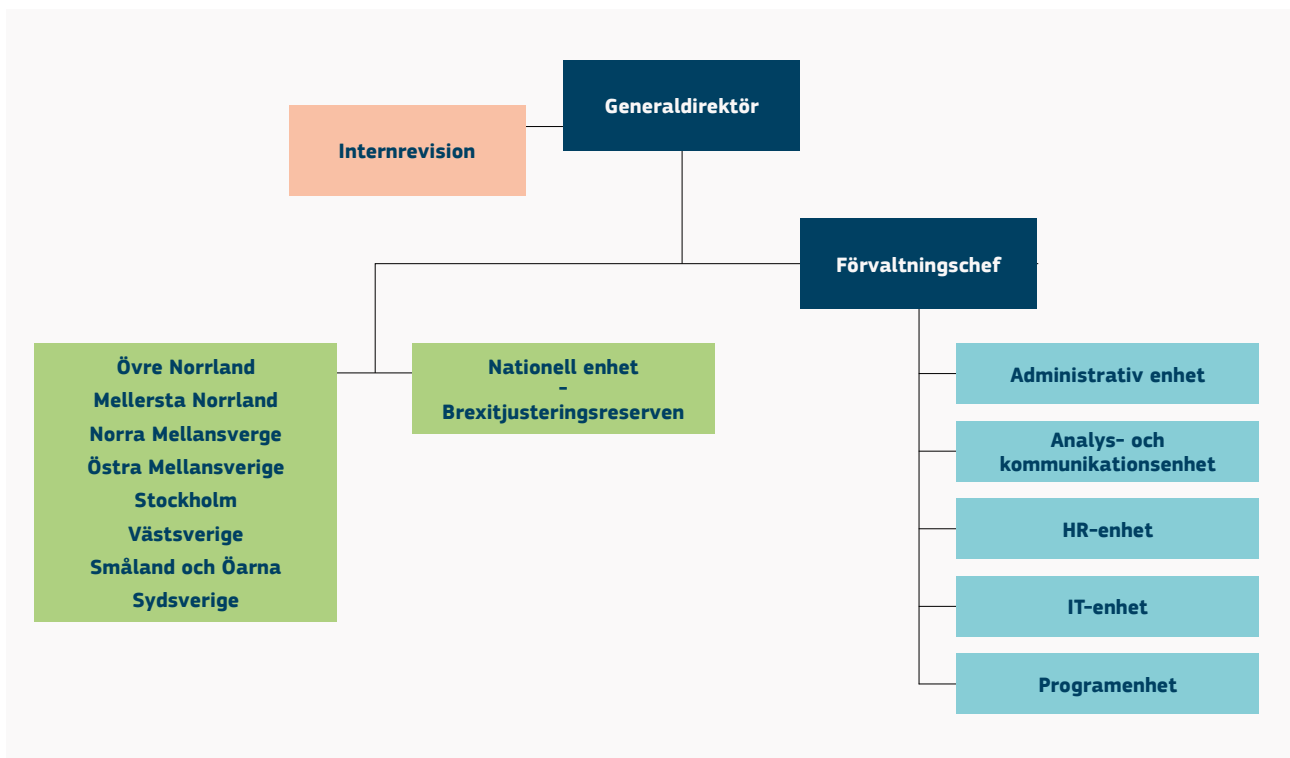 Generaldirektör
Internrevision
Förvaltningschef
Övre Norrland
Mellersta Norrland
Norra Mellansverge
Östra Mellansverige
Stockholm
Västsverige
Småland och Öarna
Sydsverige
Nationell enhet
–
Brexitjusteringsreserven
Administrativ enhet
Analys- och
kommunikationsenhet
HR-enhet
IT-enhet
Programenhet